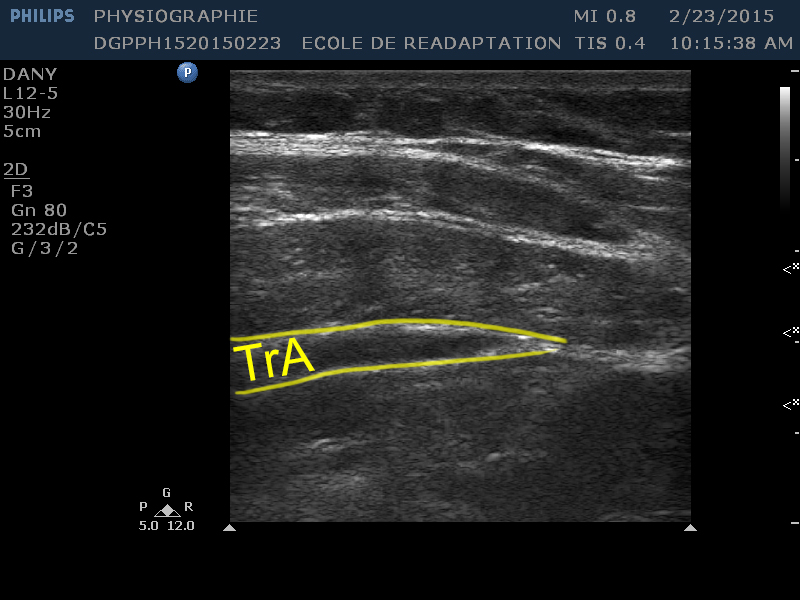 PHILIPS PHYSIOGRAPHIE MI 0.8 2/23/2015
DGPPH1520150223 ECOLE DE READAPTATION TIS 0.4 10:15:38 AM
DANY
L12-5
30Hz
5cm
2D
F3
Gn 80
232dB/C5
G/3/2
P
TrA
G
P R
5.0 12.0